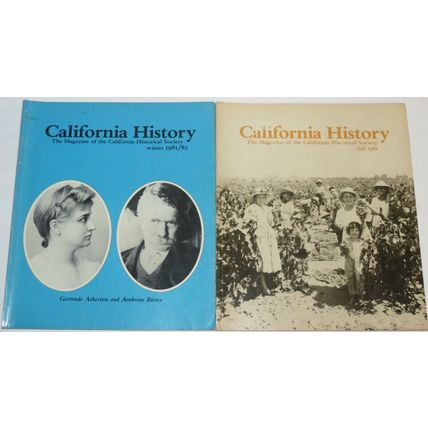 California History
The Magazine of the California Historical Society
winter 1981/82
Gertrude Atherton and Ambrose Bierce
California History
The Magazine of the California Historical Society
fall 1981